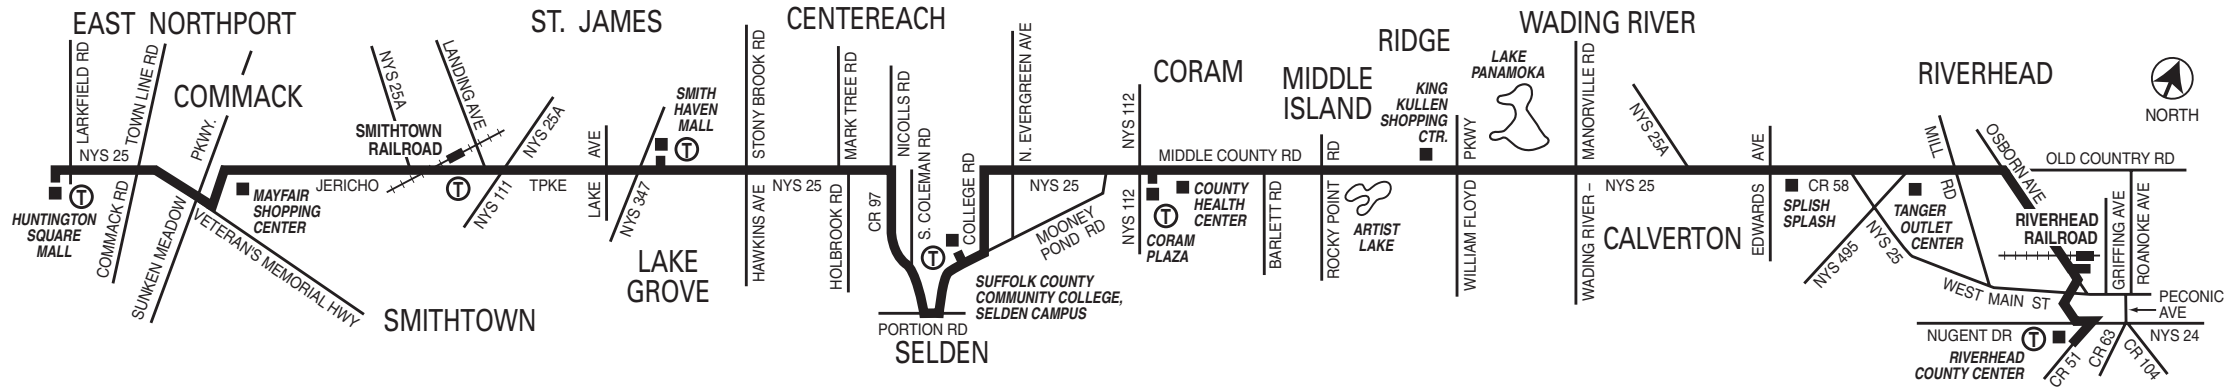 EAST NORTHPORT
LARKFIELD RD
TOWN LINE RD
COMMACK
PKWY.
NYS 25
HUNTINGTON
SQUARE
MALL
T
COMMACK RD
SUNKEN MEADOW
VETERAN'S MEMORIAL HWY
MAYFAIR
SHOPPING
CENTER
SMITHTOWN
NYS 25A
LANDING AVE
SMITHTOWN
RAILROAD
JERICHO
T
TPKE
NYS 25A
NYS 111
ST. JAMES
AVE
LAKE
NYS 347
SMITH
HAVEN
MALL
T
LAKE
GROVE
STONY BROOK RD
HAWKINS AVE
CENTEREACH
MARK TREE RD
NYS 25
HOLBROOK RD
NICOLLS RD
CR 97
S. COLEMAN RD
COLLEGE RD
T
SUFFOLK COUNTY
COMMUNITY COLLEGE,
SELDEN CAMPUS
PORTION RD
SELDEN
N. EVERGREEN AVE
NYS 25
MOONEY
POND RD
CORAM
NYS 112
NYS 112
MIDDLE COUNTY RD
T
CORAM
PLAZA
COUNTY
HEALTH
CENTER
BARLETT RD
MIDDLE
ISLAND
RD
ROCKY POINT
ARTIST
LAKE
RIDGE
KING
KULLEN
SHOPPING
CTR.
PKWY
WILLIAM FLOYD
LAKE
PANAMOKA
WADING RIVER
MANORVILLE RD
WADING RIVER –
NYS 25
NYS 25A
CALVERTON
AVE
EDWARDS
CR 58
SPLISH
SPLASH
NYS 495
NYS 25
TANGER
OUTLET
CENTER
RIVERHEAD
MILL
RD
OSBORN AVE
OLD COUNTRY RD
RIVERHEAD
RAILROAD
GRIFFING AVE
ROANOKE AVE
WEST MAIN ST
PECONIC
AVE
NUGENT DR
T
NYS 24
RIVERHEAD
COUNTY CENTER
CR 51
CR 63
CR 104
NORTH